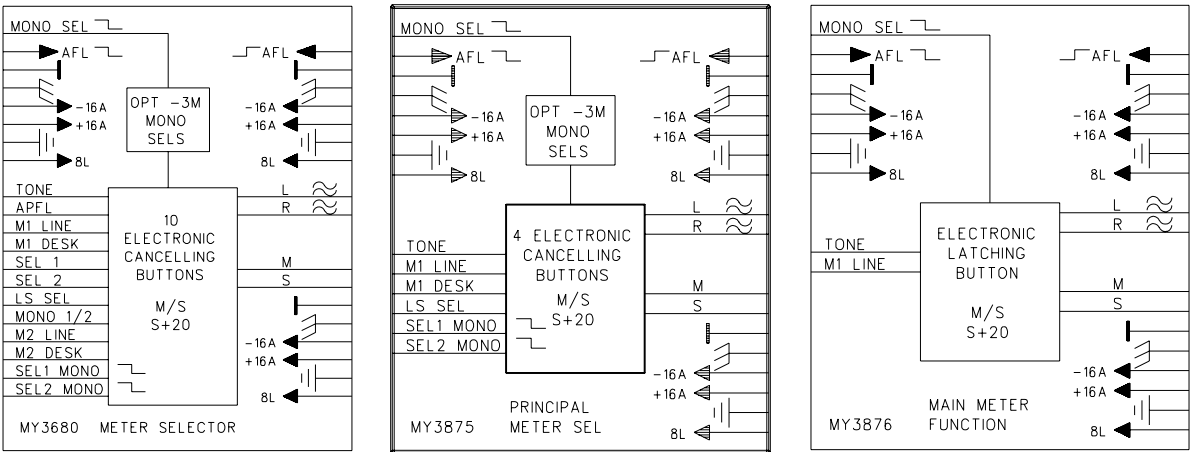 MONO SEL
AFL
AFL
-16A
+16A
8L
OPT -3M
MONO
SELS
-16A
+16A
8L
TONE
APFL
M1 LINE
M1 DESK
SEL 1
SEL 2
LS SEL
MONO 1/2
M2 LINE
M2 DESK
SEL1 MONO
SEL2 MONO
10
ELECTRONIC
CANCELLING
BUTTONS
M/S
S+20
L
R
M
S
-16A
+16A
8L
MY3680 METER SELECTOR
MONO SEL
AFL
AFL
-16A
+16A
8L
OPT -3M
MONO
SELS
-16A
+16A
8L
TONE
M1 LINE
M1 DESK
LS SEL
SEL1 MONO
SEL2 MONO
4 ELECTRONIC
CANCELLING
BUTTONS
M/S
S+20
L
R
M
S
-16A
+16A
8L
MY3875
PRINCIPAL
METER SEL
MONO SEL
AFL
AFL
-16A
+16A
8L
-16A
+16A
8L
TONE
M1 LINE
ELECTRONIC
LATCHING
BUTTON
M/S
S+20
L
R
M
S
-16A
+16A
8L
MY3876
MAIN METER
FUNCTION